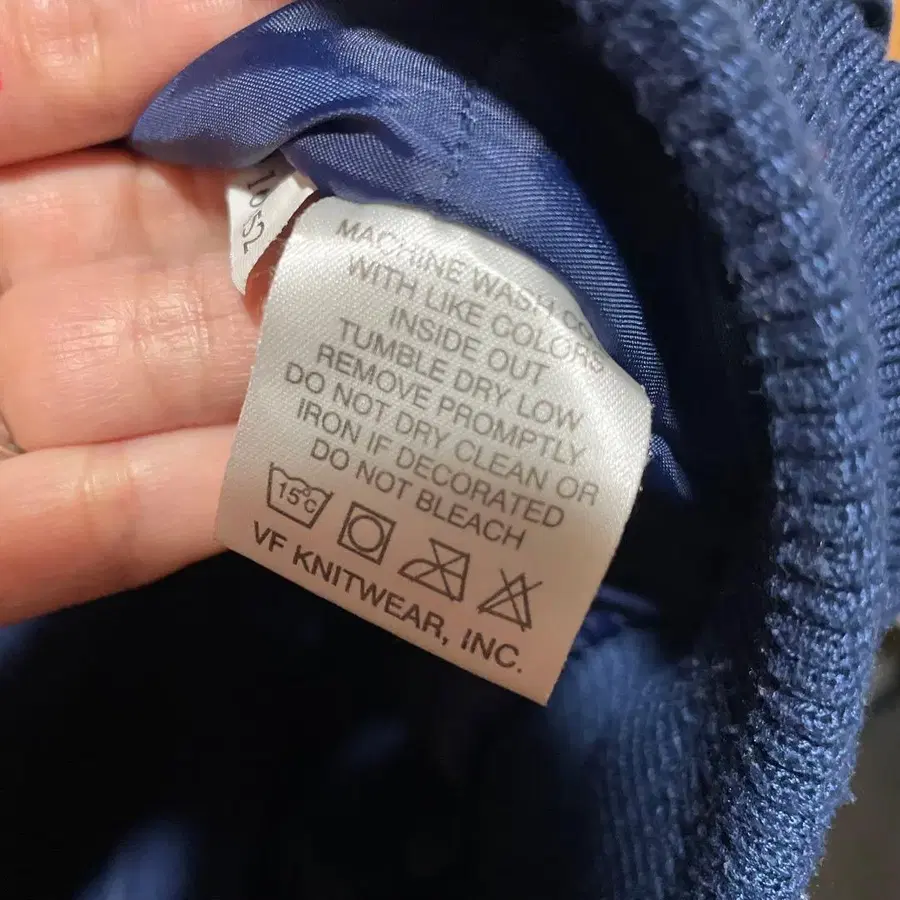 MACHINE WASH
WITH LIKE COLORS
INSIDE OUT
TUMBLE DRY LOW
REMOVE PROMPTLY
DO NOT DRY CLEAN OR
IRON IF DECORATED
DO NOT BLEACH
15°C
VF KNITWEAR, INC.